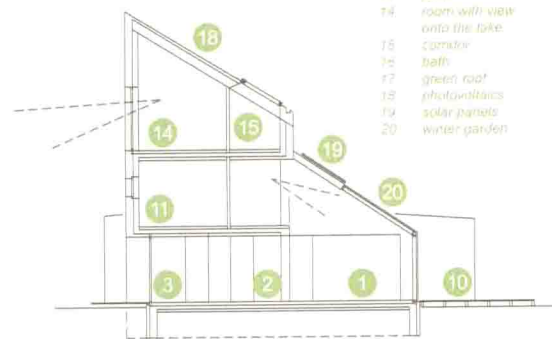 14 room with view
onto the lake
15 corridor
16 bath
17 green roof
18 photovoltaics
19 solar panels
20 winter garden
18
14
15
19
20
11
3
2
1
10